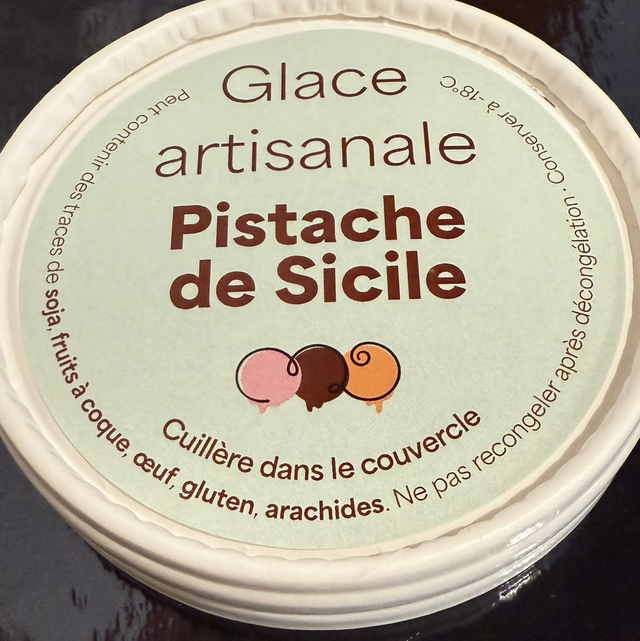 Glace
artisanale
Pistache
de Sicile
Cuillère dans le couvercle
Peut contenir des traces de soja, fruits à coque, œuf, gluten, arachides. Ne pas recongeler après décongélation · Conserver à -18°C